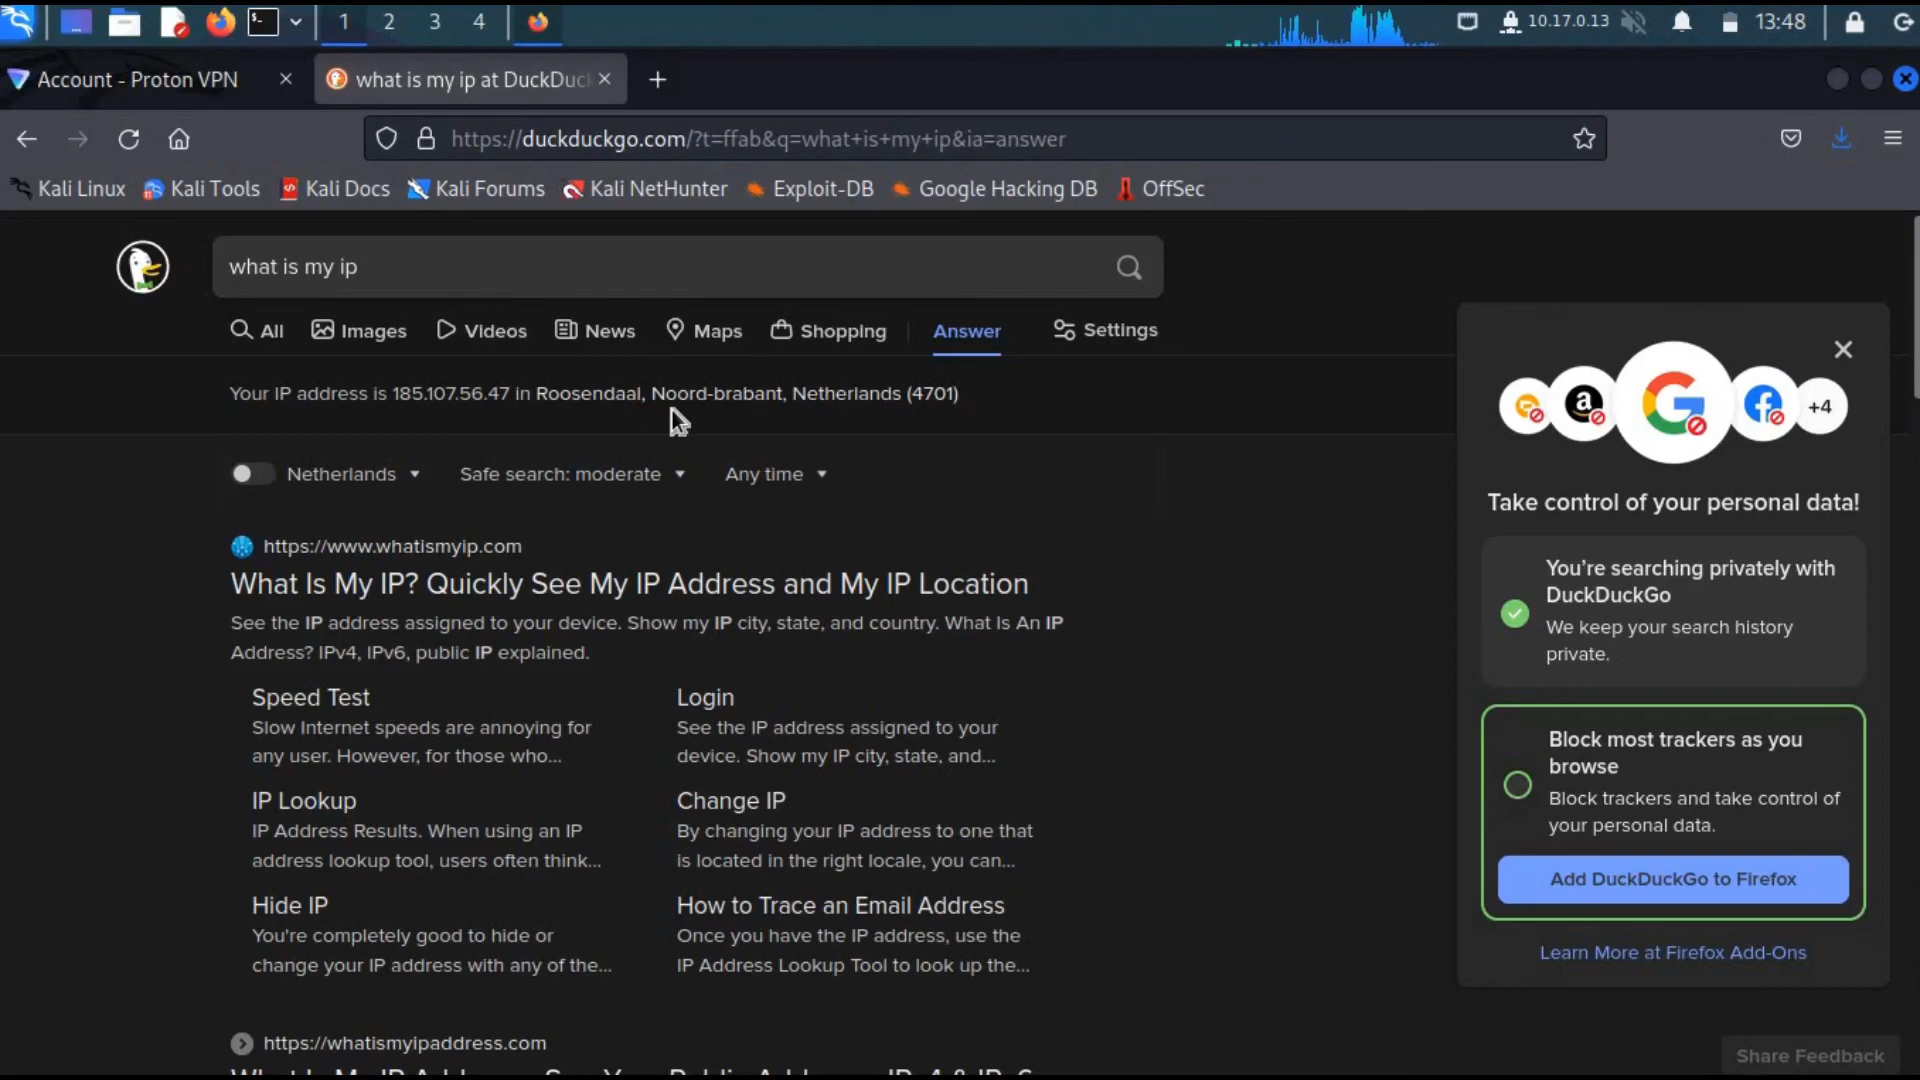 1 2 3 4 10.17.0.13 13:48
Account - Proton VPN what is my ip at DuckDuc
https://duckduckgo.com/?t=ffab&q=what+is+my+ip&ia=answer
Kali Linux Kali Tools Kali Docs Kali Forums Kali NetHunter Exploit-DB Google Hacking DB OffSec
what is my ip
All Images Videos News Maps Shopping Answer Settings
Your IP address is 185.107.56.47 in Roosendaal, Noord-brabant, Netherlands (4701)
Netherlands Safe search: moderate Any time
https://www.whatismyip.com
What Is My IP? Quickly See My IP Address and My IP Location
See the IP address assigned to your device. Show my IP city, state, and country. What Is An IP
Address? IPv4, IPv6, public IP explained.
Speed Test
Slow Internet speeds are annoying for
any user. However, for those who...
Login
See the IP address assigned to your
device. Show my IP city, state, and...
IP Lookup
IP Address Results. When using an IP
address lookup tool, users often think...
Change IP
By changing your IP address to one that
is located in the right locale, you can...
Hide IP
You're completely good to hide or
change your IP address with any of the...
How to Trace an Email Address
Once you have the IP address, use the
IP Address Lookup Tool to look up the...
https://whatismyipaddress.com
+4
Take control of your personal data!
You're searching privately with
DuckDuckGo
We keep your search history
private.
Block most trackers as you
browse
Block trackers and take control of
your personal data.
Add DuckDuckGo to Firefox
Learn More at Firefox Add-Ons
Share Feedback